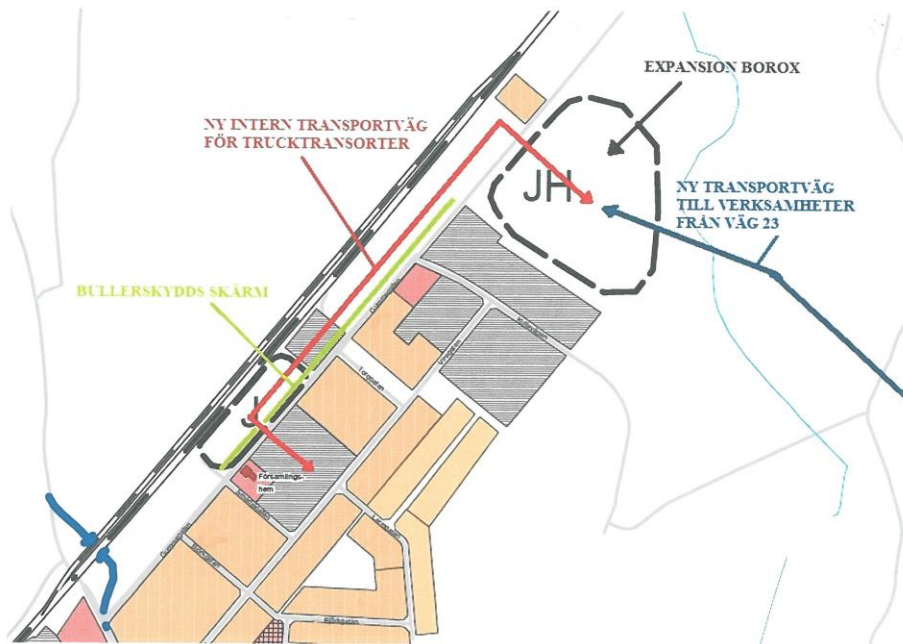 EXPANSION BOROX
NY INTERN TRANSPORTVÄG
FÖR TRUCKTRANSORTER
JH
NY TRANSPORTVÄG
TILL VERKSAMHETER
FRÅN VÄG 23
BULLERSKYDDS SKÄRM
Torggatan
J
Församlings-
hem